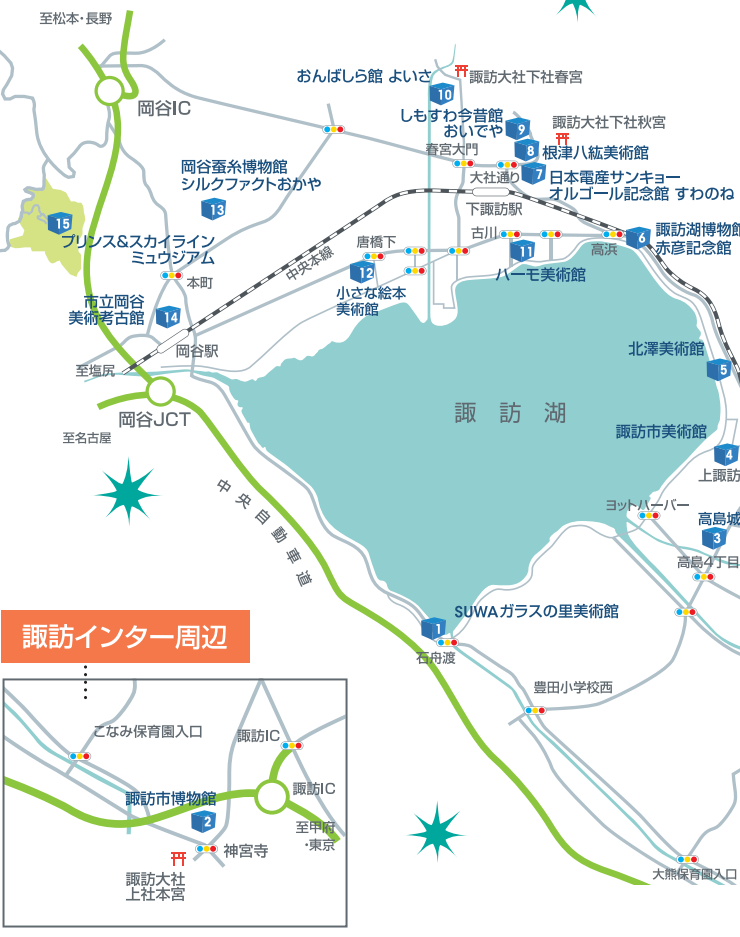 至松本・長野
岡谷IC
おんばしら館 よいさ
10
諏訪大社下社春宮
しもすわ今昔館
おいでや
9
諏訪大社下社秋宮
春宮大門
8
根津八紘美術館
大社通り
7
日本電産サンキョー
オルゴール記念館 すわのね
岡谷蚕糸博物館
シルクファクトおかや
13
下諏訪駅
15
プリンス&スカイライン
ミュウジアム
唐橋下
古川
高浜
6
諏訪湖博物館
赤彦記念館
中央本線
11
ハーモ美術館
12
小さな絵本
美術館
本町
市立岡谷
美術考古館
14
岡谷駅
至塩尻
北澤美術館
5
岡谷JCT
至名古屋
諏訪湖
諏訪市美術館
4
上諏訪
中央自動車道
ヨットハーバー
高島城
3
高島4丁目
SUWAガラスの里美術館
1
石舟渡
諏訪インター周辺
豊田小学校西
こなみ保育園入口
諏訪IC
諏訪IC
諏訪市博物館
2
至甲府
・東京
神宮寺
諏訪大社
上社本宮
大熊保育園入口